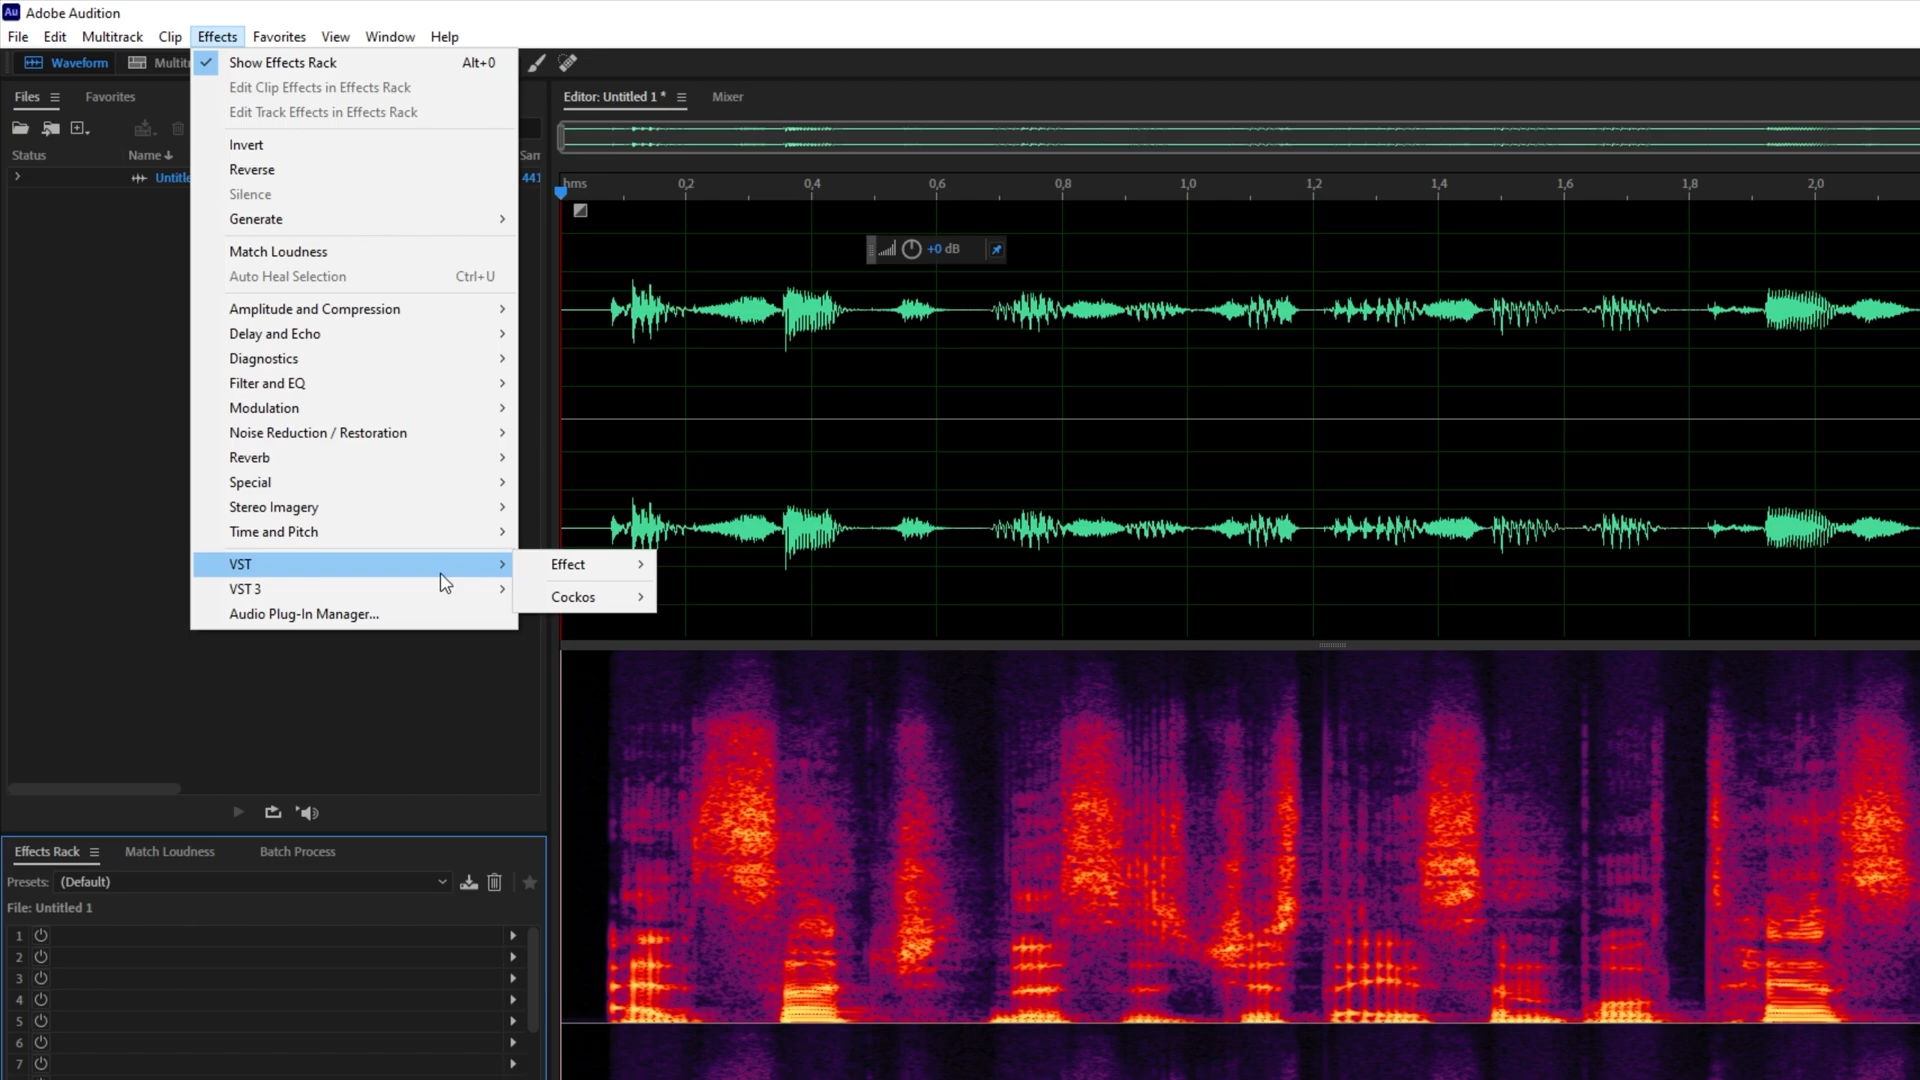 Au Adobe Audition
File Edit Multitrack Clip Effects Favorites View Window Help
Waveform
Show Effects Rack Alt+0
Edit Clip Effects in Effects Rack
Edit Track Effects in Effects Rack
Invert
Reverse
Silence
Generate
Match Loudness
Auto Heal Selection Ctrl+U
Amplitude and Compression
Delay and Echo
Diagnostics
Filter and EQ
Modulation
Noise Reduction / Restoration
Reverb
Special
Stereo Imagery
Time and Pitch
VST
VST 3
Audio Plug-In Manager...
Effect
Cockos
Files Favorites
Status Name
441
Editor: Untitled 1 * Mixer
hms 0,2 0,4 0,6 0,8 1,0 1,2 1,4 1,6 1,8 2,0
+0 dB
Effects Rack Match Loudness Batch Process
Presets: (Default)
File: Untitled 1
1
2
3
4
5
6
7